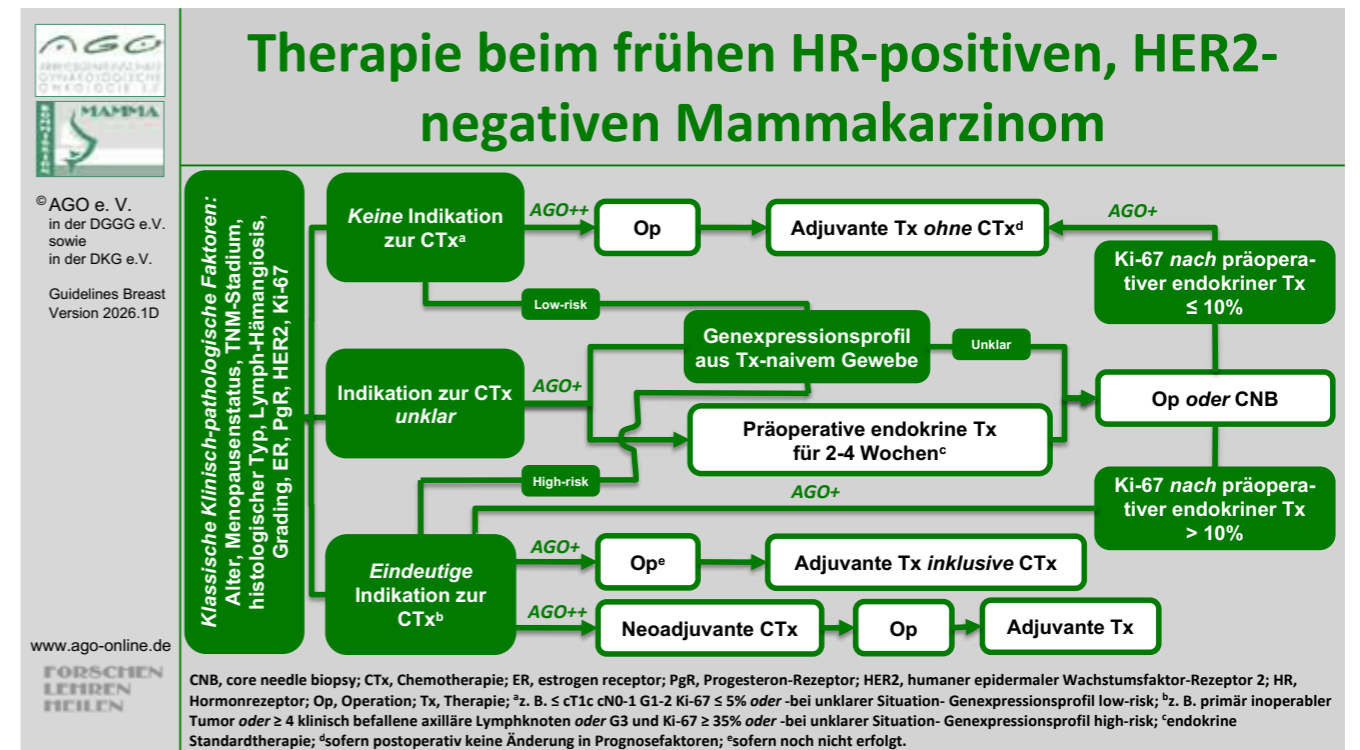 AGO
MAMMA
© AGO e. V.
in der DGGG e.V.
sowie
in der DKG e.V.
Guidelines Breast
Version 2026.1D
www.ago-online.de
FORSCHEN
LEHREN
HEILEN
Therapie beim frühen HR-positiven, HER2-
negativen Mammakarzinom
Klassische Klinisch-pathologische Faktoren:
Alter, Menopausenstatus, TNM-Stadium,
histologischer Typ, Lymph-Hämangiosis,
Grading, ER, PgR, HER2, Ki-67
Keine Indikation
zur CTxᵃ
AGO++
Op
Adjuvante Tx ohne CTxᵈ
AGO+
Ki-67 nach präopera-
tiver endokriner Tx
≤ 10%
Low-risk
Genexpressionsprofil
aus Tx-naivem Gewebe
Unklar
Indikation zur CTx
unklar
AGO+
Präoperative endokrine Tx
für 2-4 Wochenᶜ
Op oder CNB
High-risk
AGO+
Ki-67 nach präopera-
tiver endokriner Tx
> 10%
Eindeutige
Indikation zur
CTxᵇ
AGO+
Opᵉ
Adjuvante Tx inklusive CTx
AGO++
Neoadjuvante CTx
Op
Adjuvante Tx
CNB, core needle biopsy; CTx, Chemotherapie; ER, estrogen receptor; PgR, Progesteron-Rezeptor; HER2, humaner epidermaler Wachstumsfaktor-Rezeptor 2; HR,
Hormonrezeptor; Op, Operation; Tx, Therapie; ᵃz. B. ≤ cT1c cN0-1 G1-2 Ki-67 ≤ 5% oder -bei unklarer Situation- Genexpressionsprofil low-risk; ᵇz. B. primär inoperabler
Tumor oder ≥ 4 klinisch befallene axilläre Lymphknoten oder G3 und Ki-67 ≥ 35% oder -bei unklarer Situation- Genexpressionsprofil high-risk; ᶜendokrine
Standardtherapie; ᵈsofern postoperativ keine Änderung in Prognosefaktoren; ᵉsofern noch nicht erfolgt.